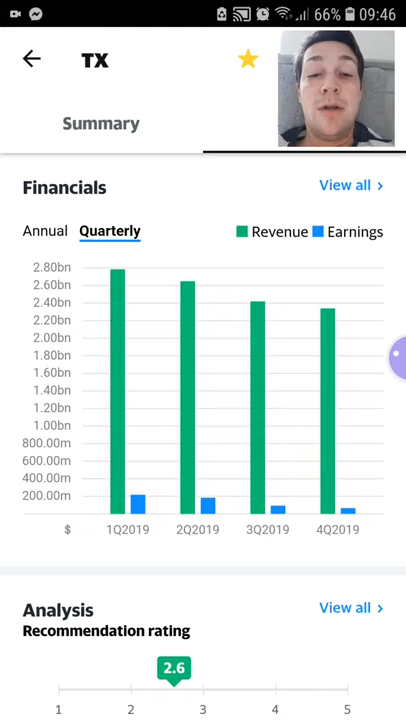 66% 09:46
TX
Summary
Financials
View all >
Annual Quarterly
Revenue Earnings
2.80bn
2.60bn
2.40bn
2.20bn
2.00bn
1.80bn
1.60bn
1.40bn
1.20bn
1.00bn
800.00m
600.00m
400.00m
200.00m
$ 1Q2019 2Q2019 3Q2019 4Q2019
Analysis
View all >
Recommendation rating
2.6
1 2 3 4 5